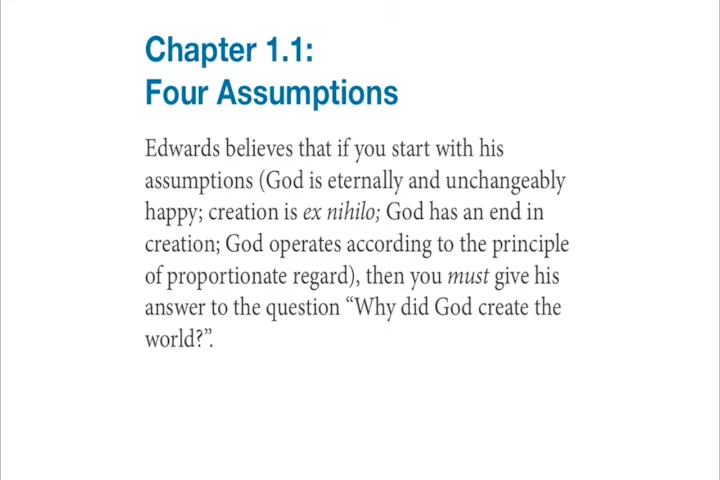 Chapter 1.1:
Four Assumptions
Edwards believes that if you start with his
assumptions (God is eternally and unchangeably
happy; creation is ex nihilo; God has an end in
creation; God operates according to the principle
of proportionate regard), then you must give his
answer to the question “Why did God create the
world?”.